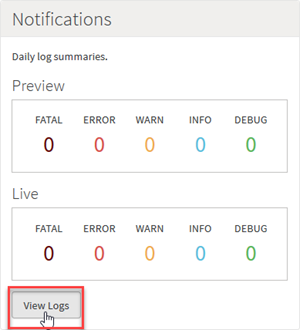 Notifications
Daily log summaries.
Preview
FATAL ERROR WARN INFO DEBUG
0 0 0 0 0
Live
FATAL ERROR WARN INFO DEBUG
0 0 0 0 0
View Logs